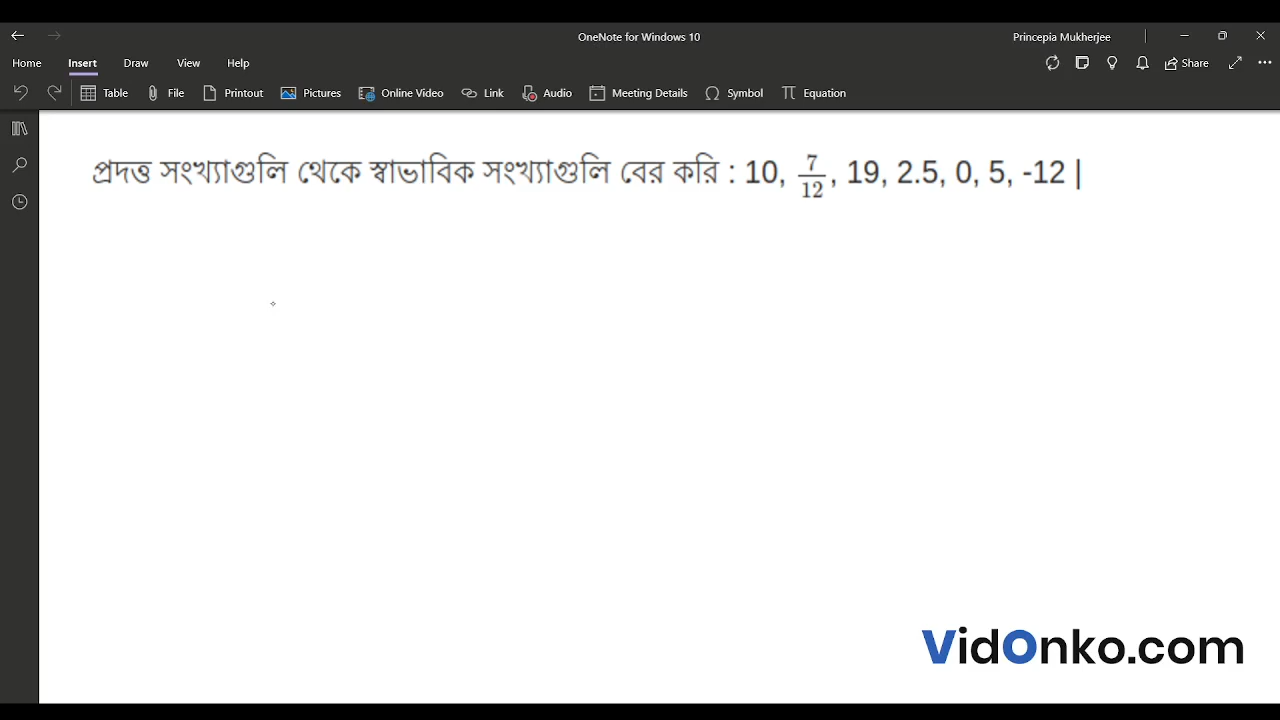 OneNote for Windows 10
Princepia Mukherjee
Home Insert Draw View Help
Share
Table File Printout Pictures Online Video Link Audio Meeting Details Symbol Equation
প্রদত্ত সংখ্যাগুলি থেকে স্বাভাবিক সংখ্যাগুলি বের করি : 10, 7/12, 19, 2.5, 0, 5, -12 |
VidOnko.com